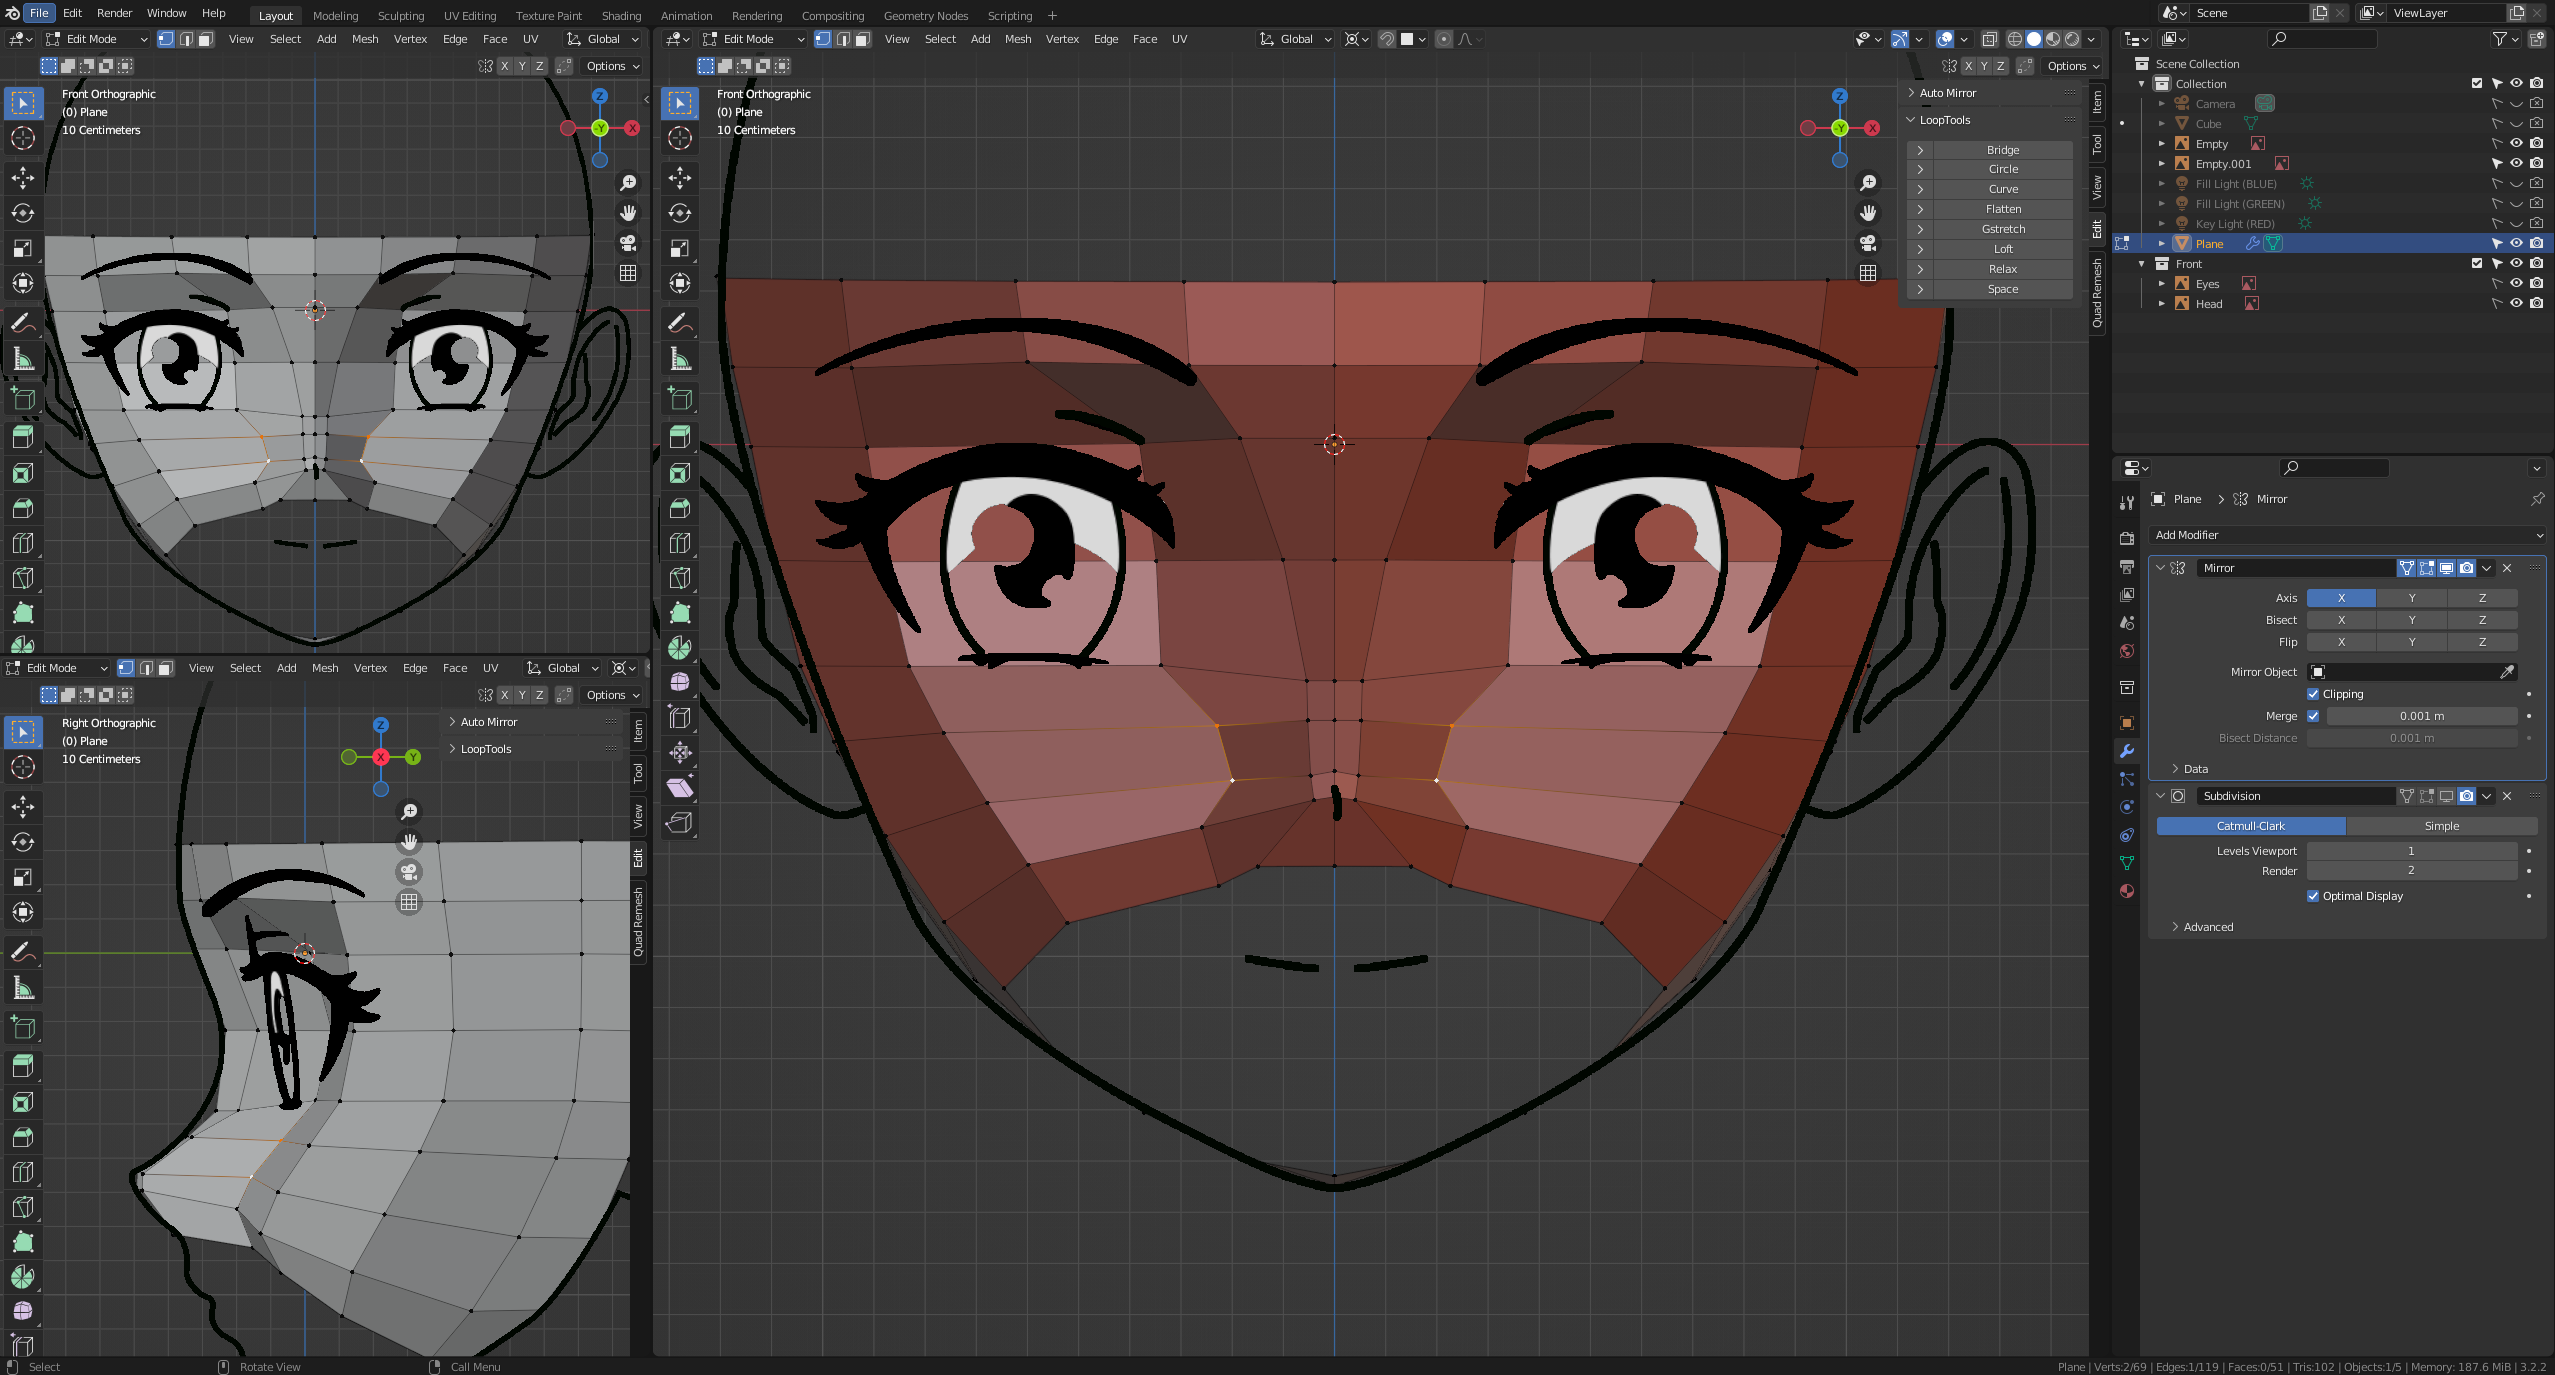 File Edit Render Window Help Layout Modeling Sculpting UV Editing Texture Paint Shading Animation Rendering Compositing Geometry Nodes Scripting + Scene ViewLayer
Edit Mode View Select Add Mesh Vertex Edge Face UV Global
X Y Z Options
Front Orthographic
(0) Plane
10 Centimeters
Z
-Y
X
Edit Mode View Select Add Mesh Vertex Edge Face UV Global
X Y Z Options
Right Orthographic
(0) Plane
10 Centimeters
Z
X
Y
Auto Mirror
LoopTools
Item
Tool
View
Edit
Quad Remesh
Edit Mode View Select Add Mesh Vertex Edge Face UV Global
X Y Z Options
Front Orthographic
(0) Plane
10 Centimeters
Z
-Y
X
Auto Mirror
LoopTools
Bridge
Circle
Curve
Flatten
Gstretch
Loft
Relax
Space
Item
Tool
View
Edit
Quad Remesh
Scene Collection
Collection
Camera
Cube
Empty
Empty.001
Fill Light (BLUE)
Fill Light (GREEN)
Key Light (RED)
Plane
Front
Eyes
Head
Plane Mirror
Add Modifier
Mirror
Axis X Y Z
Bisect X Y Z
Flip X Y Z
Mirror Object
Clipping
Merge 0.001 m
Bisect Distance 0.001 m
Data
Subdivision
Catmull-Clark Simple
Levels Viewport 1
Render 2
Optimal Display
Advanced
Select Rotate View Call Menu
Plane | Verts:2/69 | Edges:1/119 | Faces:0/51 | Tris:102 | Objects:1/5 | Memory: 187.6 MiB | 3.2.2